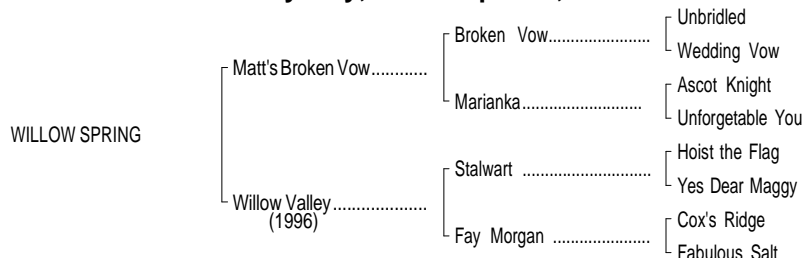 Unbridled
Broken Vow......................
Wedding Vow
Matt's Broken Vow............
Ascot Knight
Marianka..........................
Unforgetable You
WILLOW SPRING
Hoist the Flag
Stalwart ......................
Yes Dear Maggy
Willow Valley.....................
(1996)
Cox's Ridge
Fay Morgan ......................
Fabulous Salt